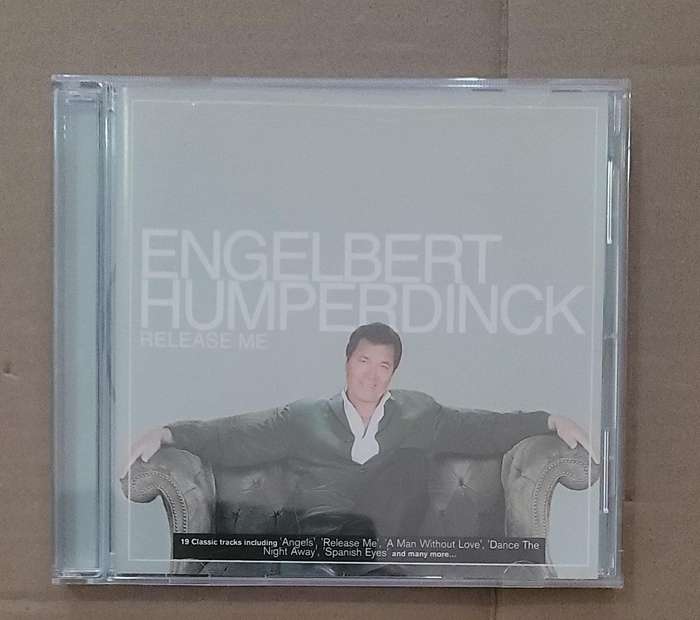 ENGELBERT
HUMPERDINCK
RELEASE ME
19 Classic tracks including 'Angels', 'Release Me', 'A Man Without Love', 'Dance The
Night Away', 'Spanish Eyes' and many more...